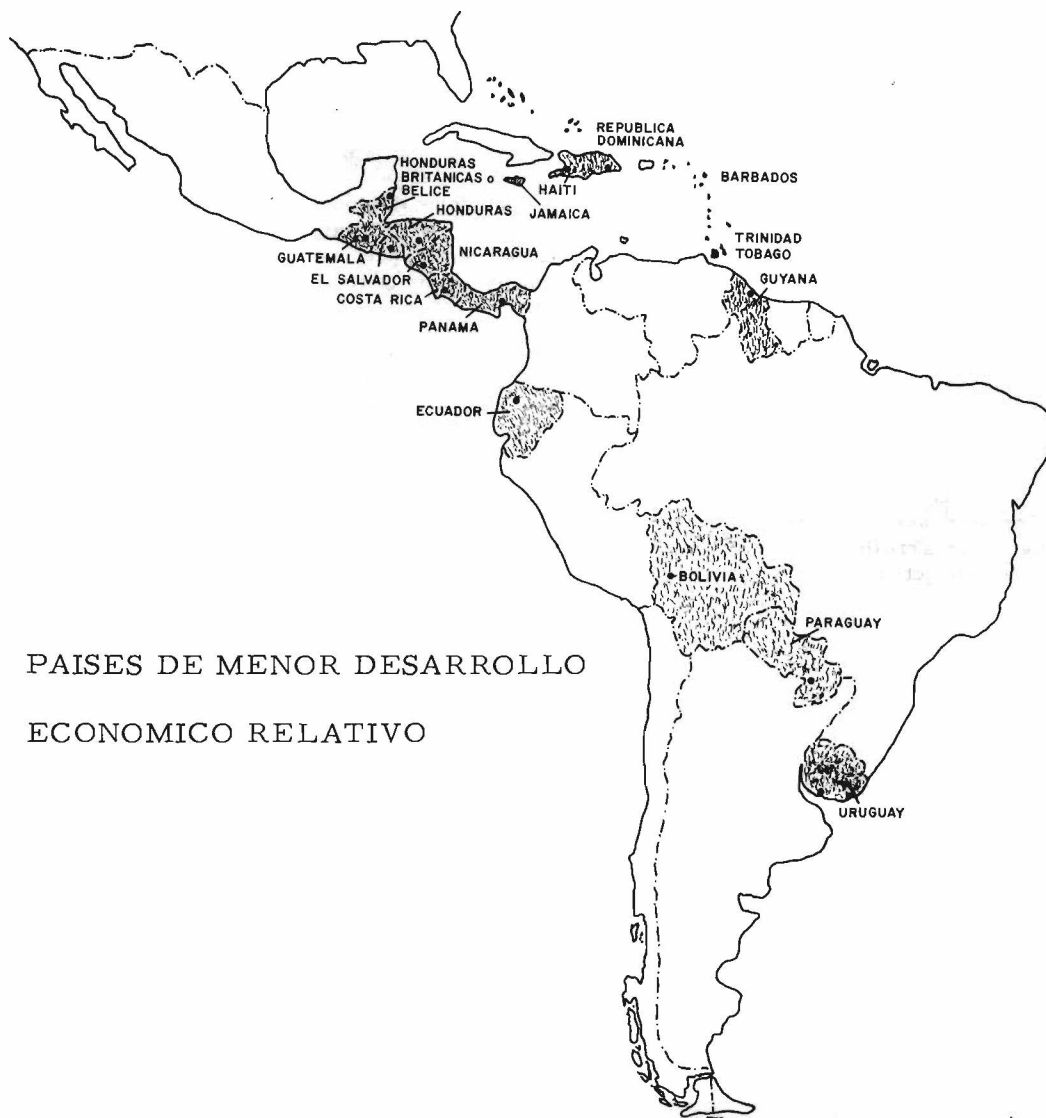 REPUBLICA
DOMINICANA
HONDURAS
BRITANICAS
BELICE
HAITI
BARBADOS
JAMAICA
HONDURAS
TRINIDAD
TOBAGO
GUATEMALA
NICARAGUA
EL SALVADOR
GUYANA
COSTA RICA
PANAMA
ECUADOR
BOLIVIA
PARAGUAY
PAISES DE MENOR DESARROLLO
ECONOMICO RELATIVO
URUGUAY